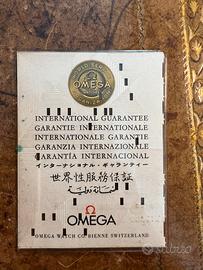 OMEGA
INTERNATIONAL GUARANTEE
GARANTIE INTERNATIONALE
INTERNATIONALE GARANTIE
GARANZIA INTERNAZIONALE
GARANTÍA INTERNACIONAL
インターナショナル・ギャランティー
世界性服務保証
Ω
OMEGA
OMEGA WATCH CO. BIENNE SWITZERLAND
subito